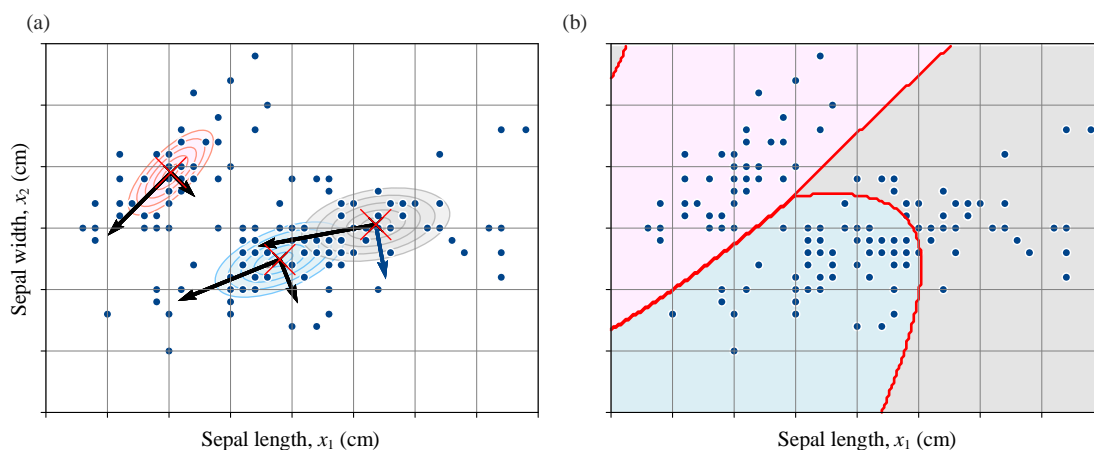 (a)
(b)
Sepal width, x₂ (cm)
Sepal length, x₁ (cm)
Sepal length, x₁ (cm)